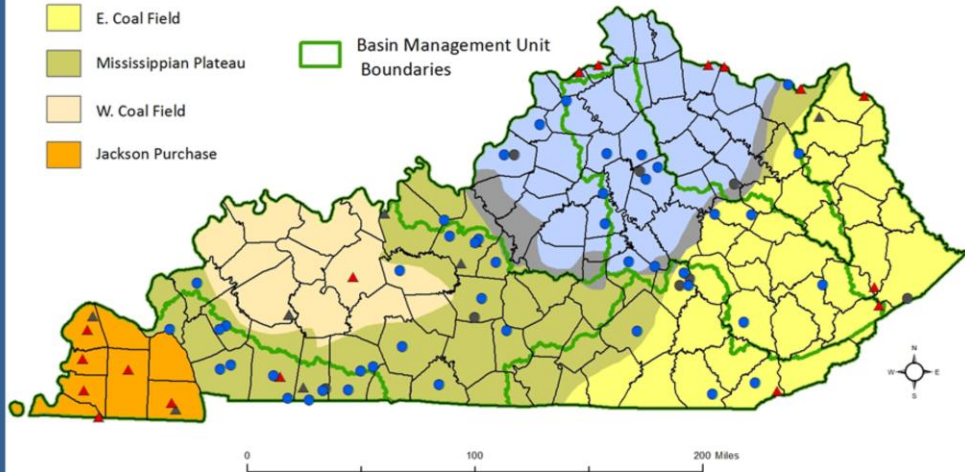 E. Coal Field
Mississippian Plateau
W. Coal Field
Jackson Purchase
Basin Management Unit
Boundaries
N
W
E
S
0
100
200 Miles